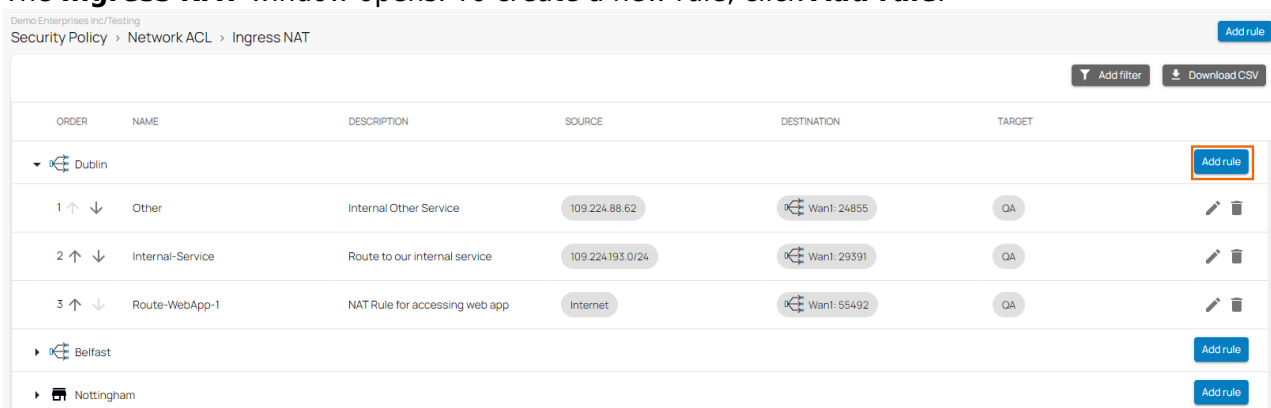 Demo Enterprises Inc/Testing
Security Policy > Network ACL > Ingress NAT Add rule
Add filter Download CSV
ORDER NAME DESCRIPTION SOURCE DESTINATION TARGET
Dublin Add rule
1 Other Internal Other Service 109.224.88.62 Wan1: 24855 QA
2 Internal-Service Route to our internal service 109.224.193.0/24 Wan1: 29391 QA
3 Route-WebApp-1 NAT Rule for accessing web app Internet Wan1: 55492 QA
Belfast Add rule
Nottingham Add rule